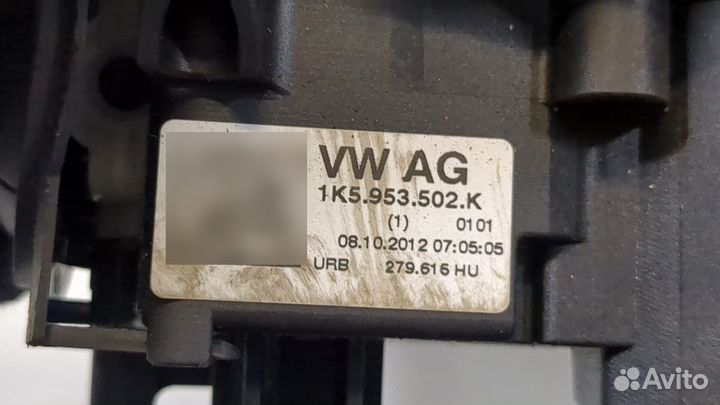 VW AG
1K5.953.502.K
(1) 0101
08.10.2012 07:05:05
URB 279.616 HU
Avito